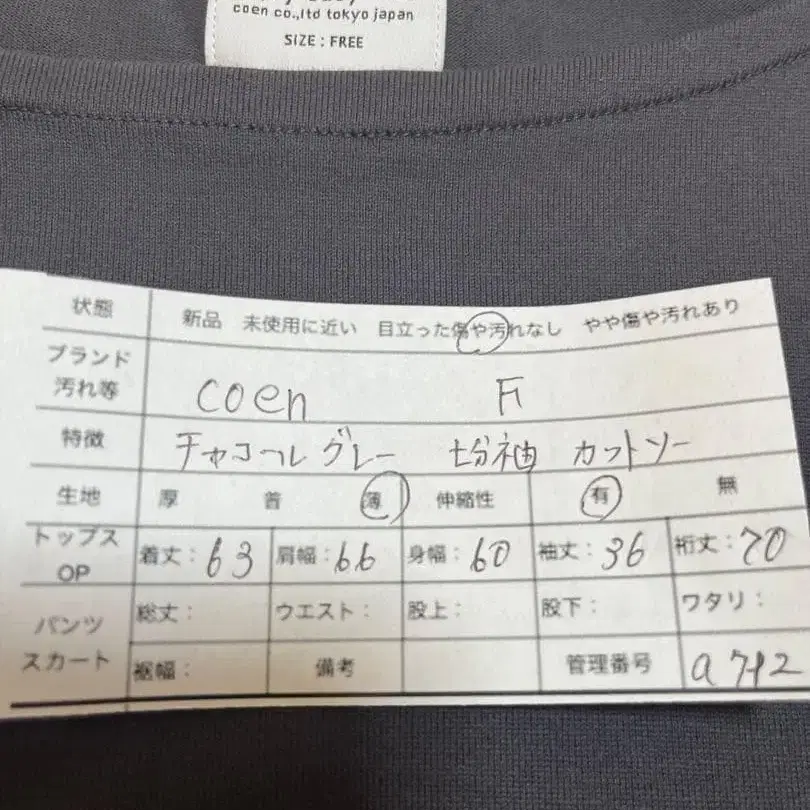 coen co.,ltd tokyo japan
SIZE : FREE
状態 新品 未使用に近い 目立った傷や汚れなし やや傷や汚れあり
ブランド
汚れ等 coen F
特徴 チャコールグレー 七分袖 カットソー
生地 厚 普 薄 伸縮性 有 無
トップス
OP 着丈：63 肩幅：66 身幅：60 袖丈：36 裄丈：70
パンツ
スカート 総丈： ウエスト： 股上： 股下： ワタリ：
裾幅： 備考 管理番号 a742